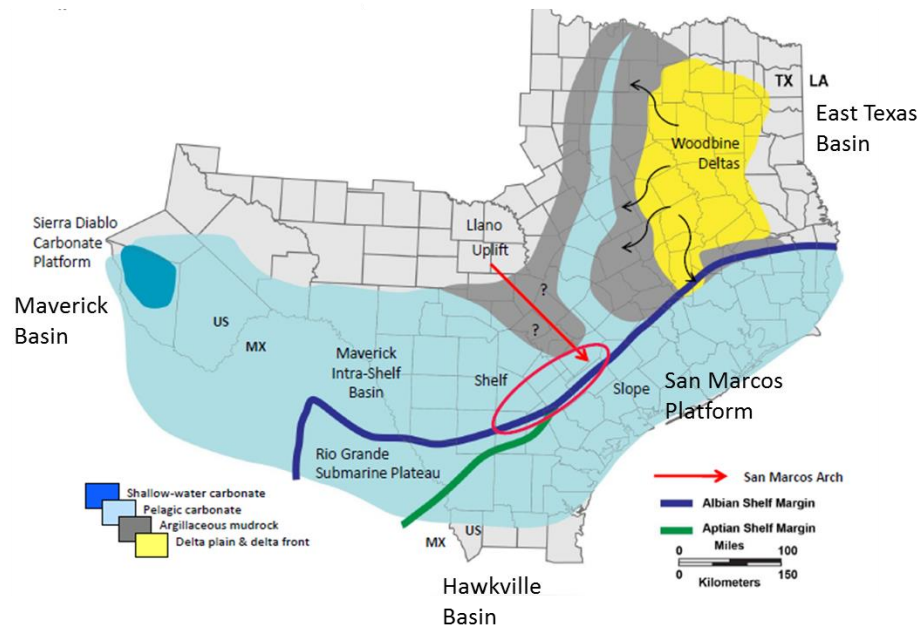 TX LA
East Texas
Basin
Woodbine
Deltas
Sierra Diablo
Carbonate
Platform
Llano
Uplift
Maverick
Basin
US
MX
?
?
Maverick
Intra-Shelf
Basin
Shelf
Slope
San Marcos
Platform
Rio Grande
Submarine Plateau
Shallow-water carbonate
Pelagic carbonate
Argillaceous mudrock
Delta plain & delta front
San Marcos Arch
Albian Shelf Margin
Aptian Shelf Margin
Miles
0 100
0 150
Kilometers
US
MX
Hawkville
Basin